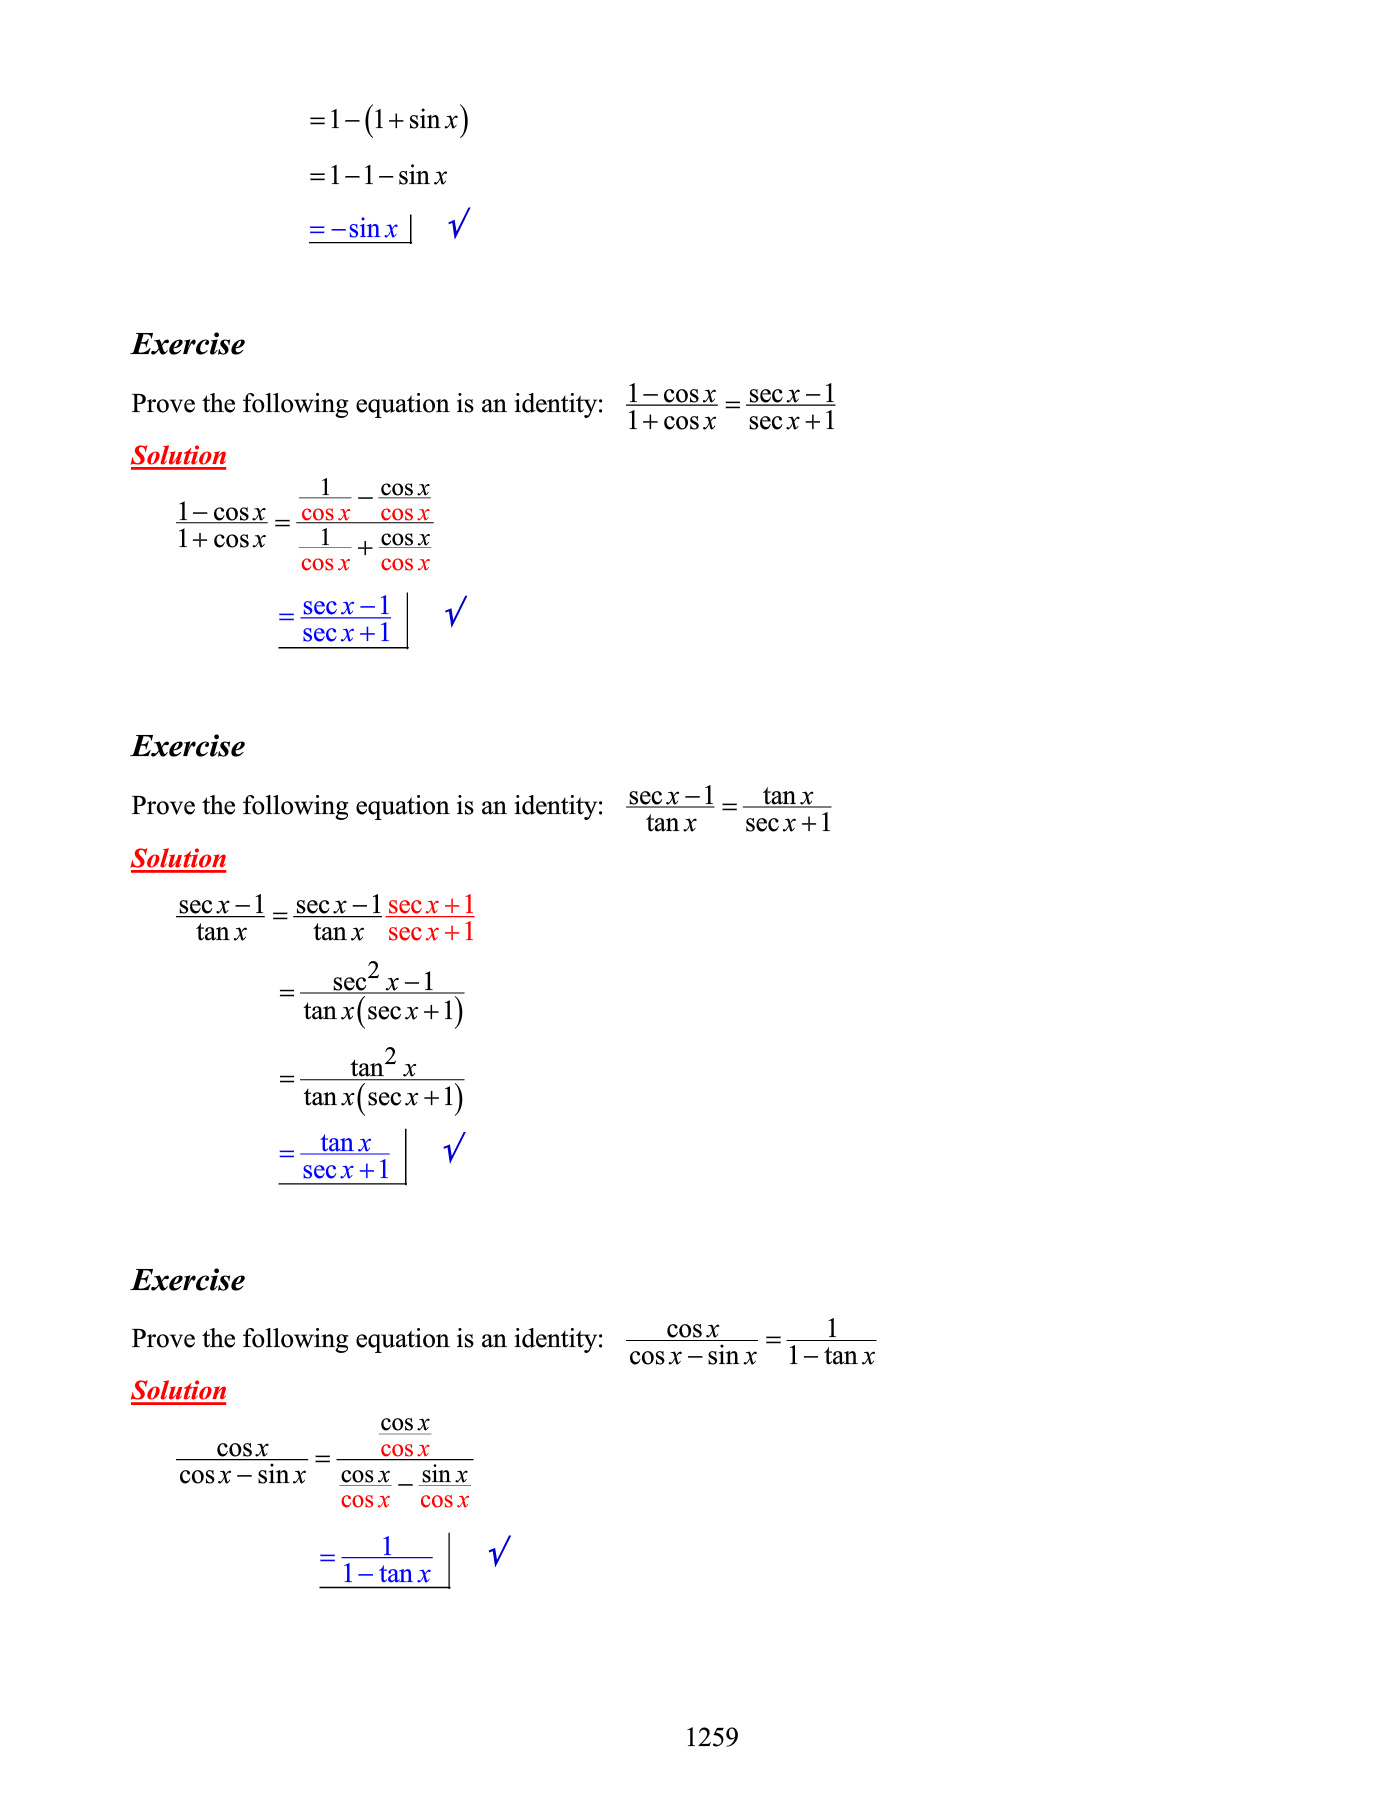 = 1 − (1 + sin x)
= 1 − 1 − sin x
= −sin x | √
Exercise
Prove the following equation is an identity: \frac{1 − cos x}{1 + cos x} = \frac{sec x − 1}{sec x + 1}
Solution
\frac{1 − cos x}{1 + cos x} = \frac{\frac{1}{cos x} − \frac{cos x}{cos x}}{\frac{1}{cos x} + \frac{cos x}{cos x}}
= \frac{sec x − 1}{sec x + 1} | √
Exercise
Prove the following equation is an identity: \frac{sec x − 1}{tan x} = \frac{tan x}{sec x + 1}
Solution
\frac{sec x − 1}{tan x} = \frac{sec x − 1}{tan x} \frac{sec x + 1}{sec x + 1}
= \frac{sec^2 x − 1}{tan x (sec x + 1)}
= \frac{tan^2 x}{tan x (sec x + 1)}
= \frac{tan x}{sec x + 1} | √
Exercise
Prove the following equation is an identity: \frac{cos x}{cos x − sin x} = \frac{1}{1 − tan x}
Solution
\frac{cos x}{cos x − sin x} = \frac{\frac{cos x}{cos x}}{\frac{cos x}{cos x} − \frac{sin x}{cos x}}
= \frac{1}{1 − tan x} | √
1259